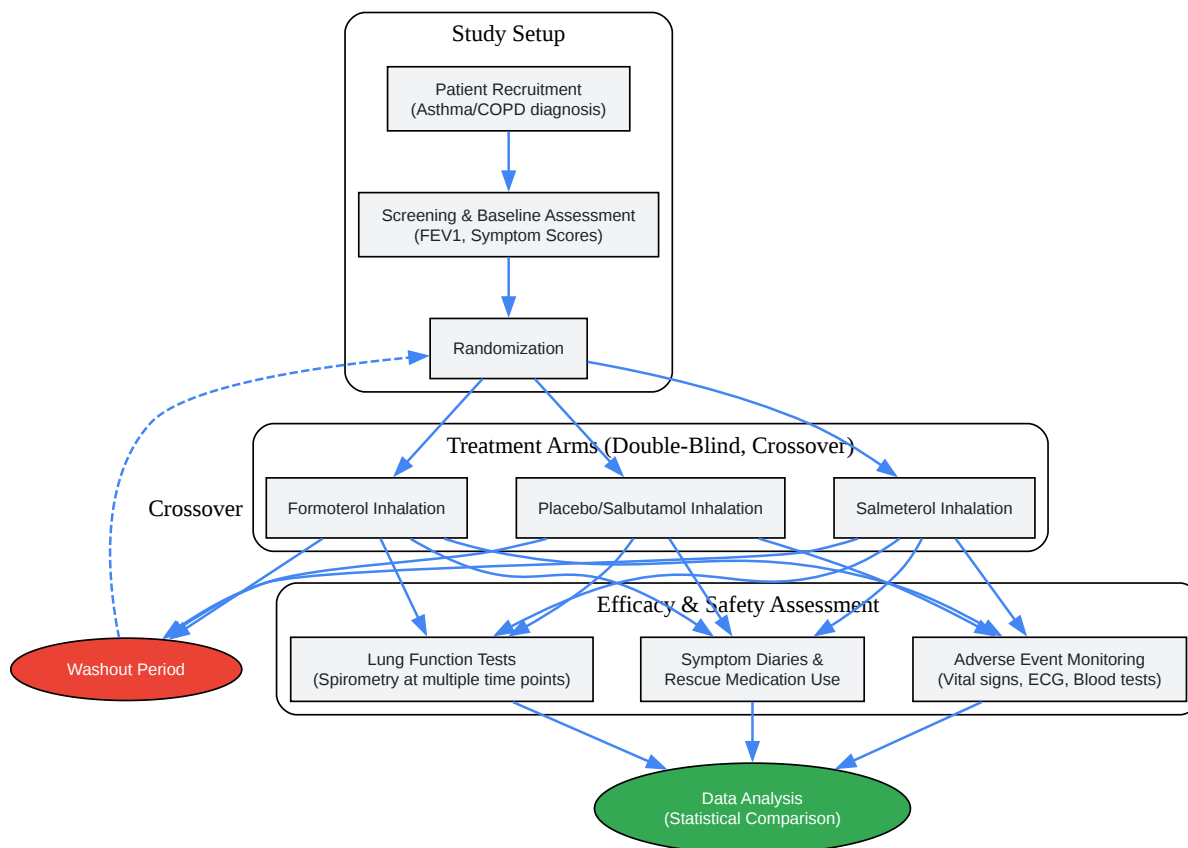 Study Setup
Patient Recruitment
(Asthma/COPD diagnosis)
Screening & Baseline Assessment
(FEV1, Symptom Scores)
Randomization
Treatment Arms (Double-Blind, Crossover)
Formoterol Inhalation
Placebo/Salbutamol Inhalation
Salmeterol Inhalation
Crossover
Efficacy & Safety Assessment
Washout Period
Lung Function Tests
(Spirometry at multiple time points)
Symptom Diaries &
Rescue Medication Use
Adverse Event Monitoring
(Vital signs, ECG, Blood tests)
Data Analysis
(Statistical Comparison)